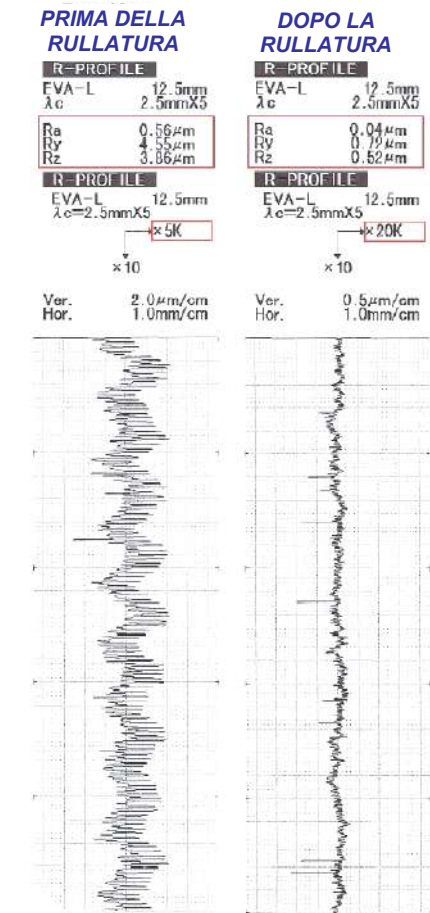 PRIMA DELLA
RULLATURA
R-PROFILE
EVA-L 12.5mm
λc 2.5mmX5
Ra 0.56μm
Ry 4.55μm
Rz 3.86μm
R-PROFILE
EVA-L 12.5mm
λc=2.5mmX5
×5K
×10
Ver. 2.0μm/cm
Hor. 1.0mm/cm
DOPO LA
RULLATURA
R-PROFILE
EVA-L 12.5mm
λc 2.5mmX5
Ra 0.04μm
Ry 0.72μm
Rz 0.52μm
R-PROFILE
EVA-L 12.5mm
λc=2.5mmX5
×20K
×10
Ver. 0.5μm/cm
Hor. 1.0mm/cm